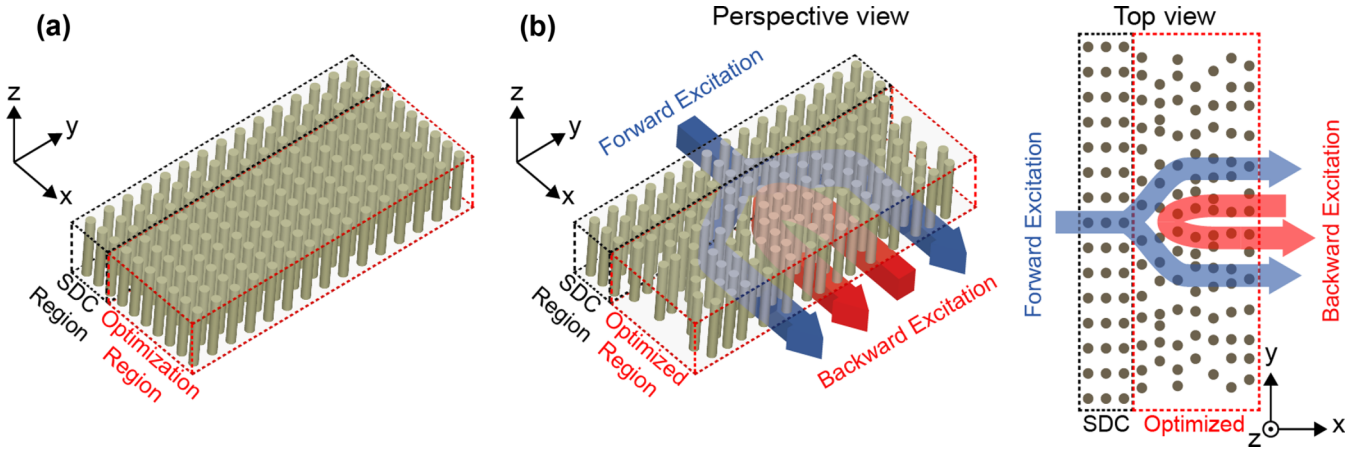 (a)
z
y
x
SDC
Region
Optimization
Region
(b)
Perspective view
z
y
x
Forward Excitation
SDC
Region
Optimized
Region
Backward Excitation
Top view
Forward Excitation
Backward Excitation
SDC
Optimized
y
z
x